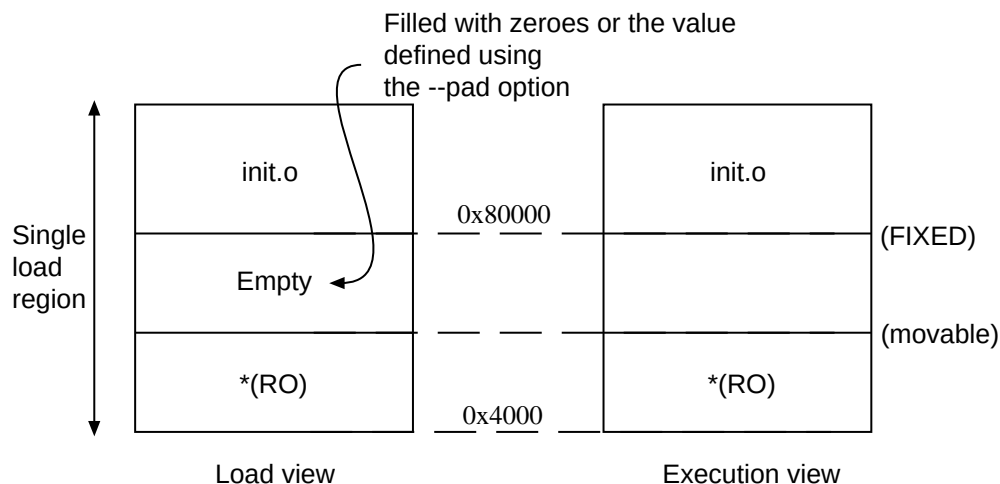 Filled with zeroes or the value
defined using
the --pad option
init.o
init.o
0x80000
Single
load
region
(FIXED)
Empty
(movable)
*(RO)
*(RO)
0x4000
Load view
Execution view